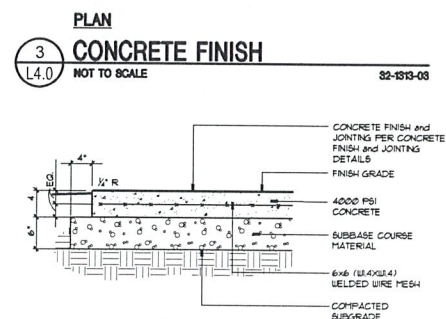 PLAN
3
L4.0
CONCRETE FINISH
NOT TO SCALE
32-1313-03
4"
1/4" R
EQ.
4"
6"
CONCRETE FINISH and
JOINTING PER CONCRETE
FINISH and JOINTING
DETAILS
FINISH GRADE
4000 PSI
CONCRETE
SUBBASE COURSE
MATERIAL
6x6 (W1.4XW1.4)
WELDED WIRE MESH
COMPACTED
SUBGRADE